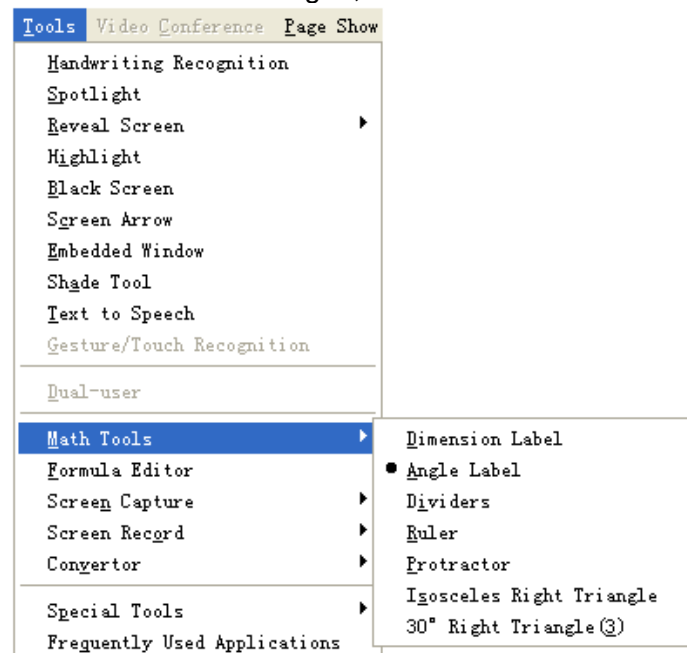 Tools Video Conference Page Show
Handwriting Recognition
Spotlight
Reveal Screen
Highlight
Black Screen
Screen Arrow
Embedded Window
Shade Tool
Text to Speech
Gesture/Touch Recognition
Dual-user
Math Tools
Formula Editor
Screen Capture
Screen Record
Convertor
Special Tools
Frequently Used Applications
Dimension Label
Angle Label
Dividers
Ruler
Protractor
Isosceles Right Triangle
30° Right Triangle(3)